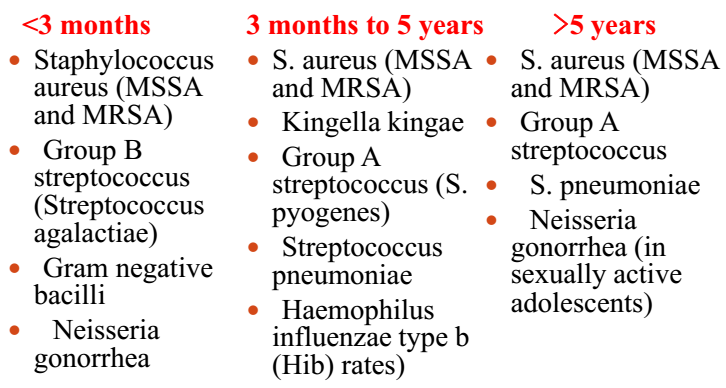 <3 months
• Staphylococcus
aureus (MSSA
and MRSA)
• Group B
streptococcus
(Streptococcus
agalactiae)
• Gram negative
bacilli
• Neisseria
gonorrhea
3 months to 5 years
• S. aureus (MSSA
and MRSA)
• Kingella kingae
• Group A
streptococcus (S.
pyogenes)
• Streptococcus
pneumoniae
• Haemophilus
influenzae type b
(Hib) rates)
>5 years
• S. aureus (MSSA
and MRSA)
• Group A
streptococcus
• S. pneumoniae
• Neisseria
gonorrhea (in
sexually active
adolescents)